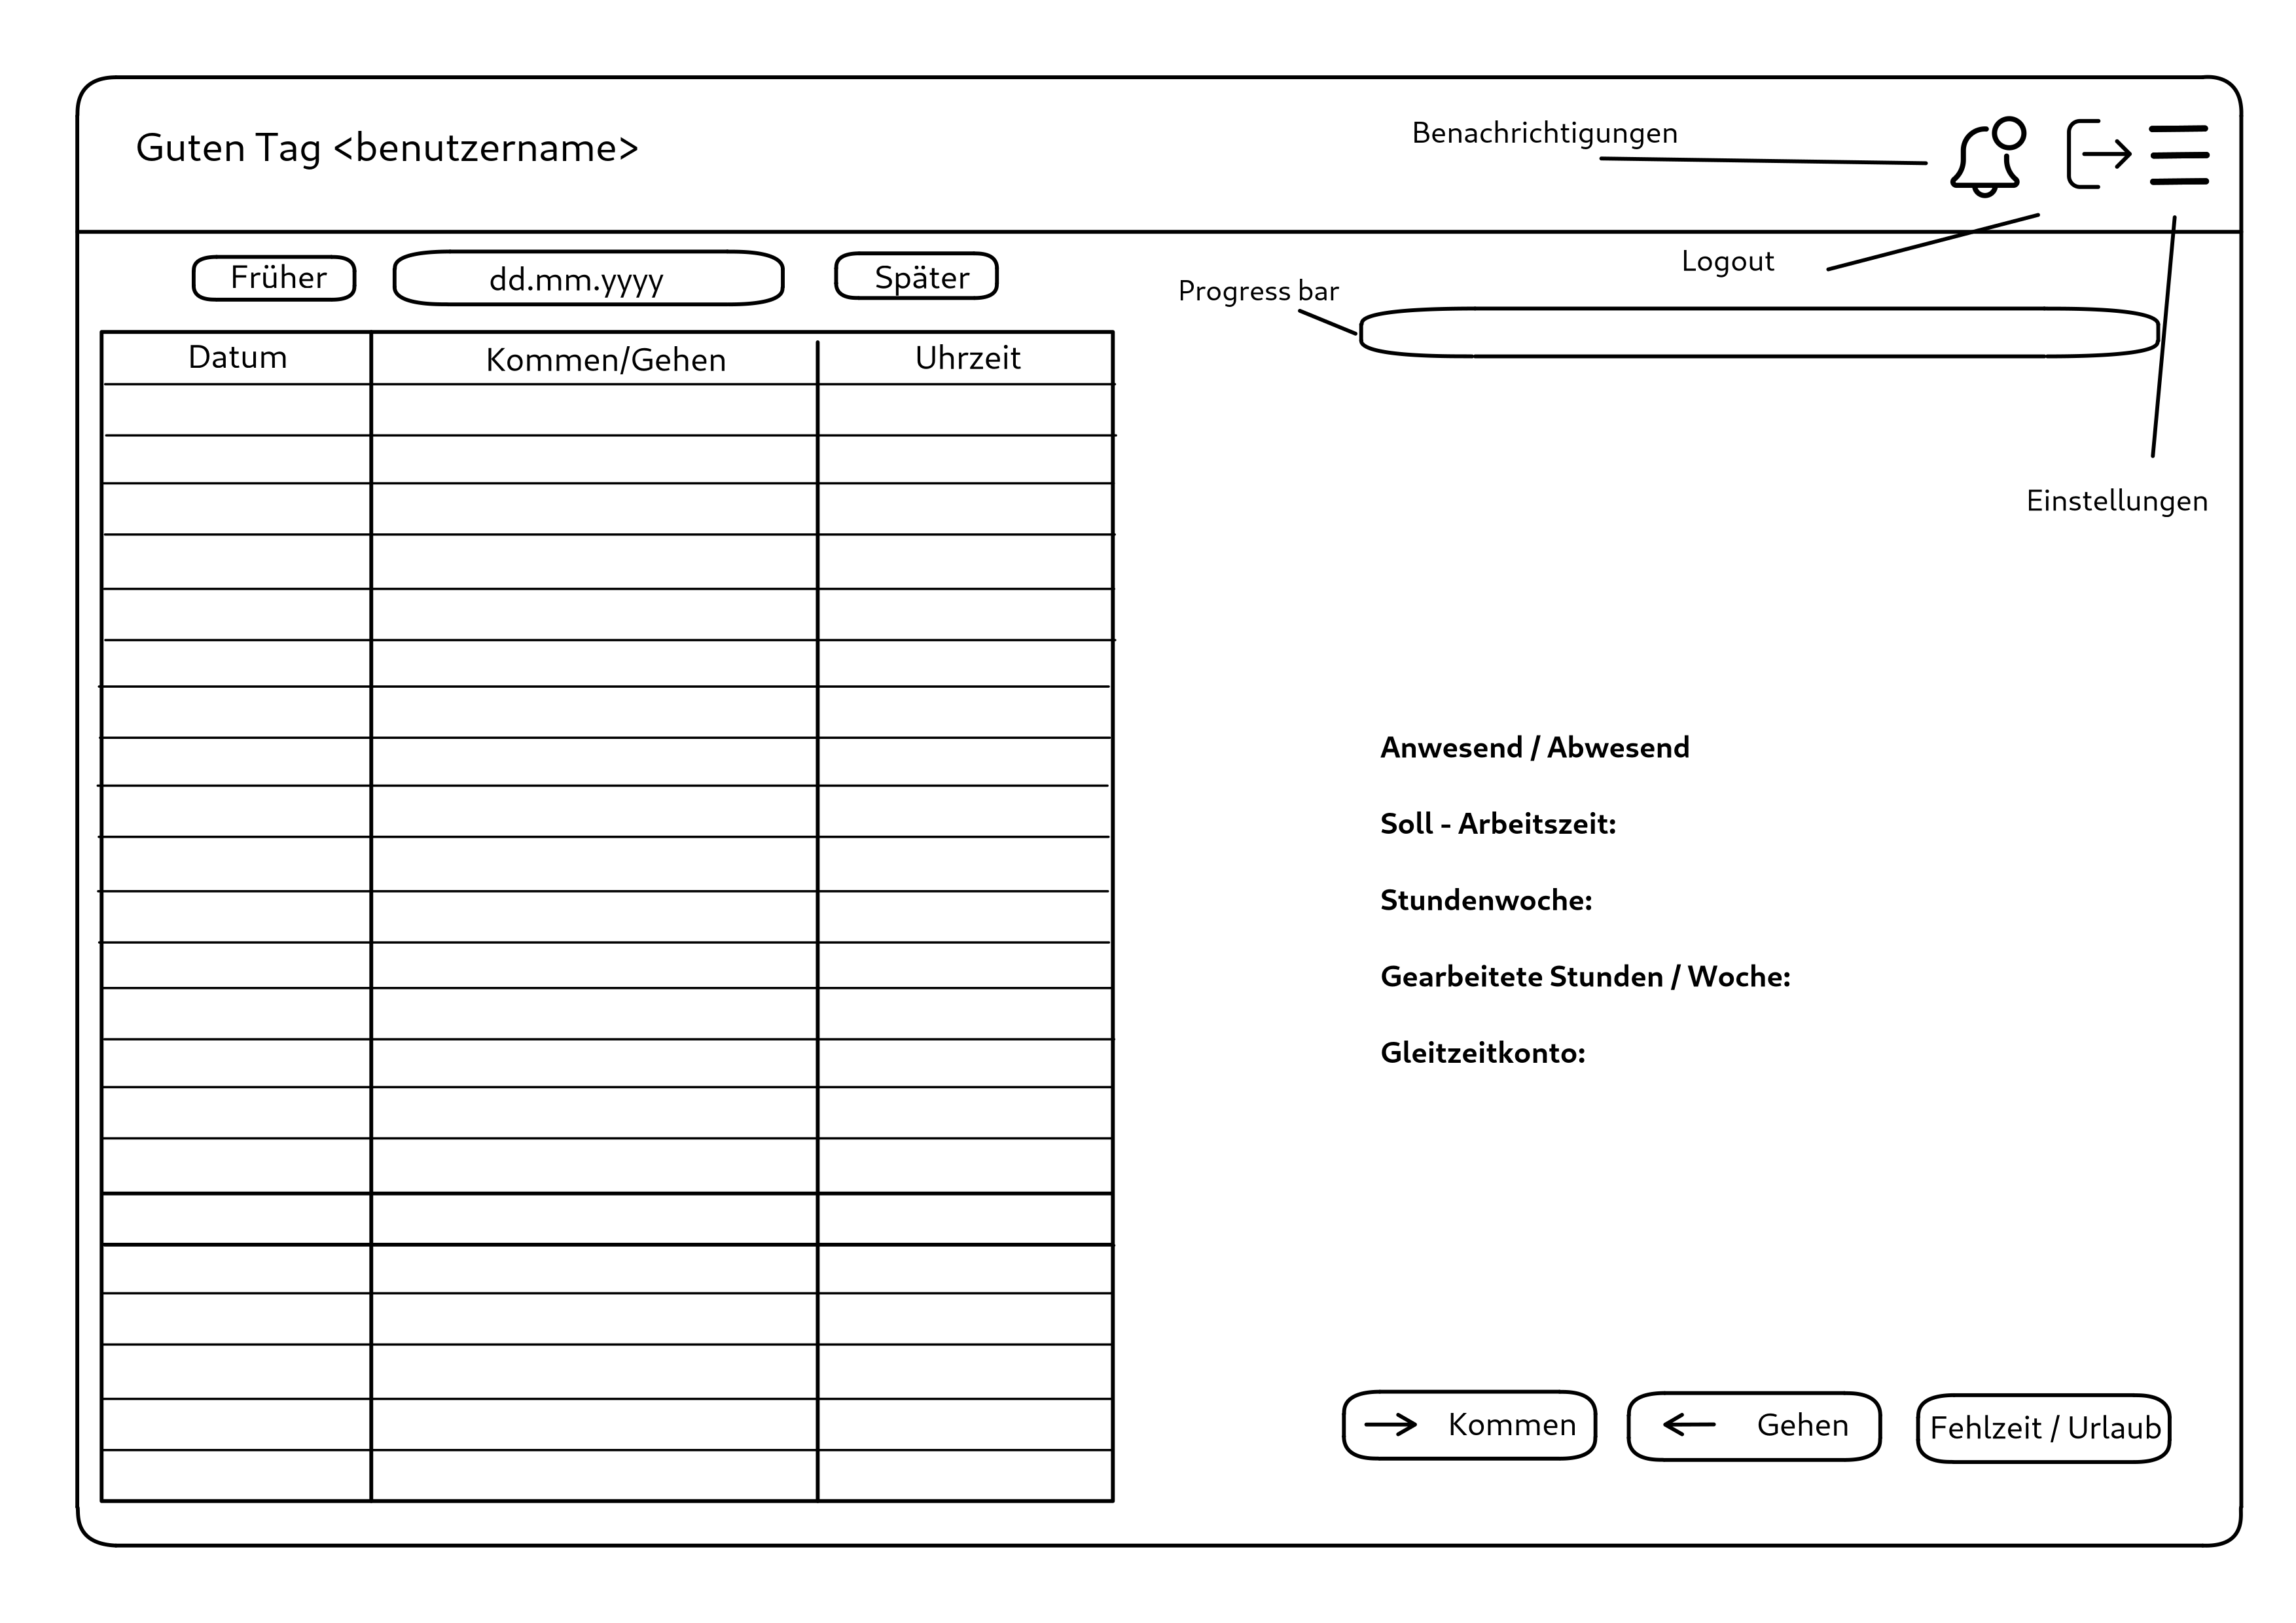 Guten Tag <benutzername>
Benachrichtigungen
Logout
Früher
dd.mm.yyyy
Später
Progress bar
Datum
Kommen/Gehen
Uhrzeit
Einstellungen
Anwesend / Abwesend
Soll - Arbeitszeit:
Stundenwoche:
Gearbeitete Stunden / Woche:
Gleitzeitkonto:
Kommen
Gehen
Fehlzeit / Urlaub